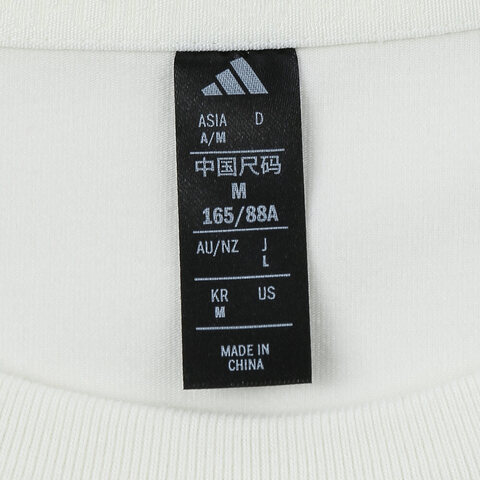 ASIA D
A/M
中国尺码
M
165/88A
AU/NZ J
L
KR US
M
MADE IN
CHINA